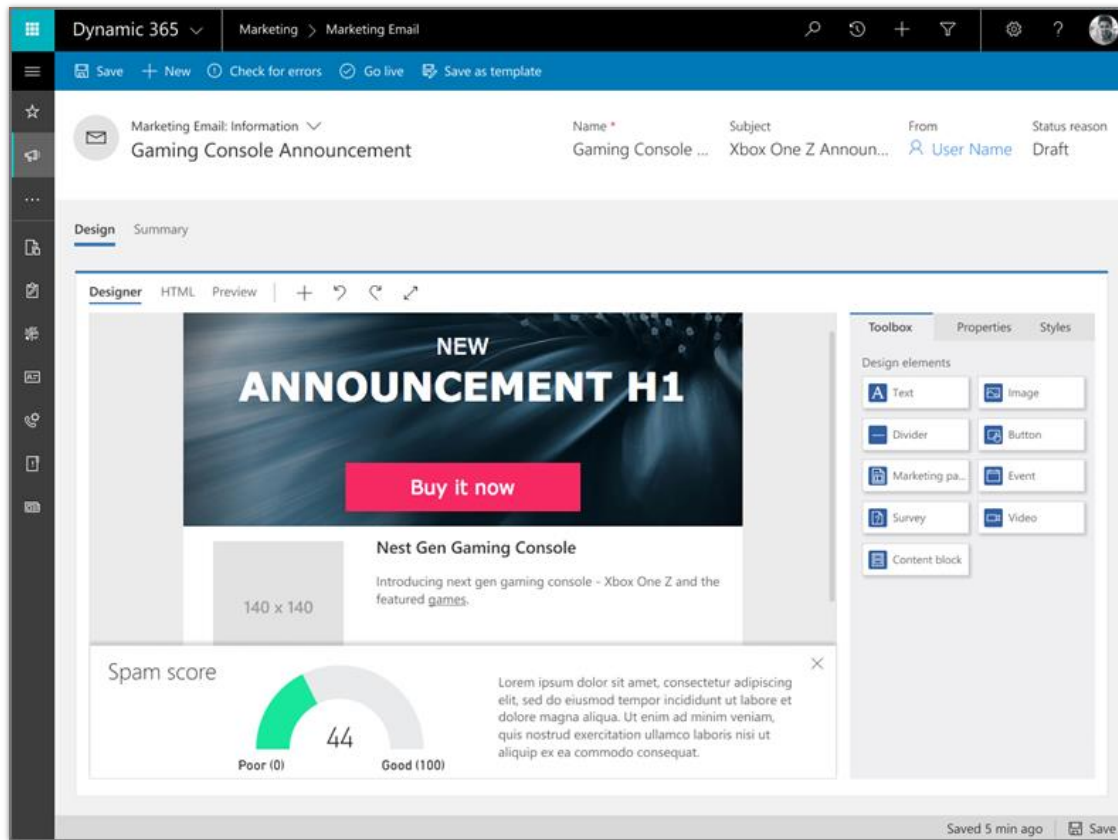 Dynamic 365
Marketing > Marketing Email
?
Save
New
Check for errors
Go live
Save as template
Marketing Email: Information
Gaming Console Announcement
Name *
Gaming Console ...
Subject
Xbox One Z Announ...
From
User Name
Status reason
Draft
Design
Summary
Designer
HTML
Preview
NEW
ANNOUNCEMENT H1
Buy it now
140 x 140
Nest Gen Gaming Console
Introducing next gen gaming console - Xbox One Z and the
featured games.
Toolbox
Properties
Styles
Design elements
A Text
Image
Divider
Button
Marketing pa...
Event
Survey
Video
Content block
Spam score
44
Poor (0)
Good (100)
Lorem ipsum dolor sit amet, consectetur adipiscing
elit, sed do eiusmod tempor incididunt ut labore et
dolore magna aliqua. Ut enim ad minim veniam,
quis nostrud exercitation ullamco laboris nisi ut
aliquip ex ea commodo consequat.
Saved 5 min ago
Save